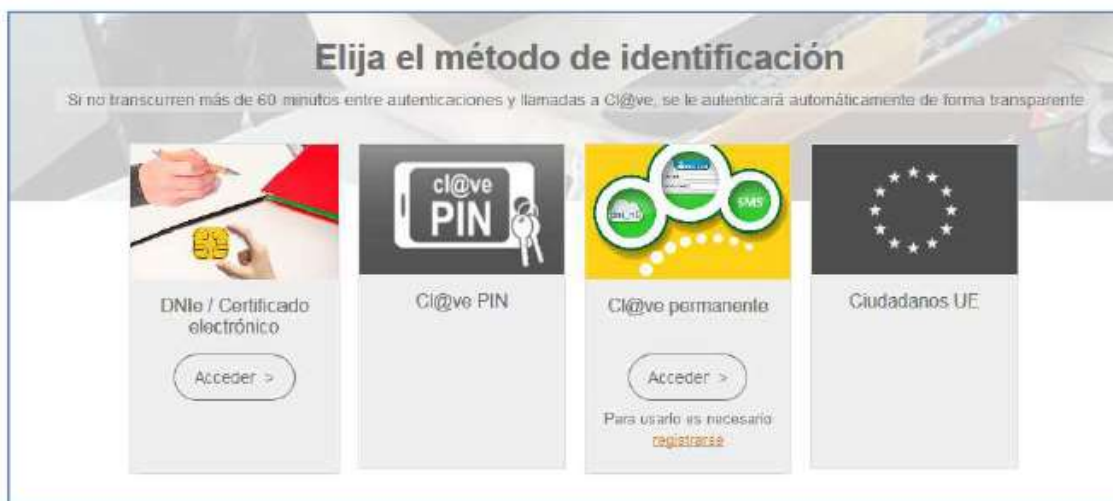 Elija el método de identificación
Si no transcurren más de 60 minutos entre autenticaciones y llamadas a Cl@ve, se le autenticará automáticamente de forma transparente
cl@ve
PIN
SMS
DNIe / Certificado
electrónico
Acceder >
Cl@ve PIN
Cl@ve permanente
Acceder >
Para usarlo es necesario
registrarse
Ciudadanos UE